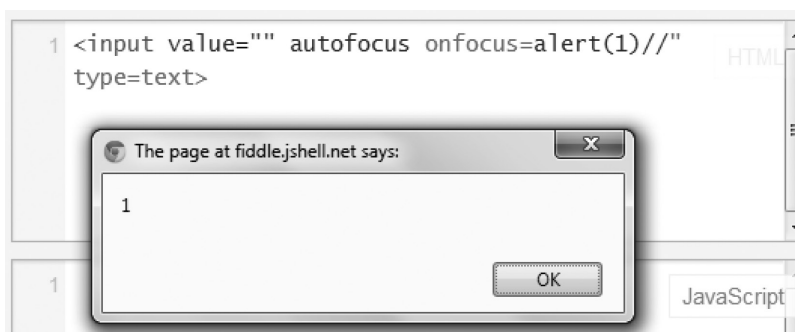 1 <input value="" autofocus onfocus=alert(1)//"
HTML
type=text>
The page at fiddle.jshell.net says:
x
1
OK
1
JavaScript